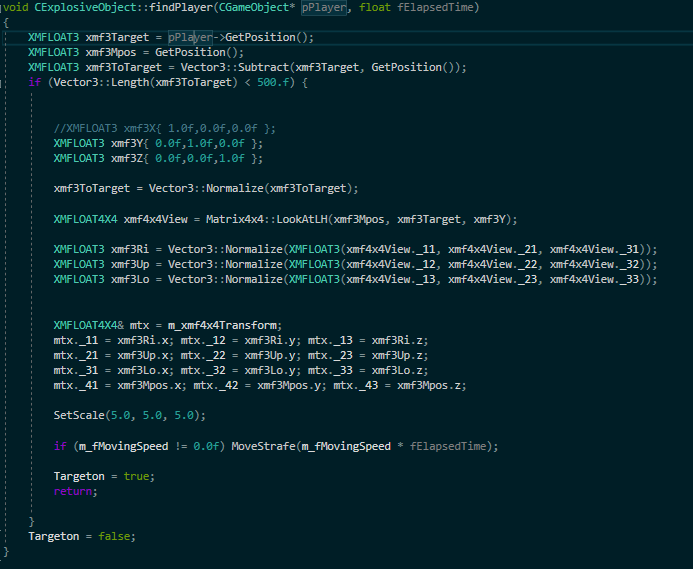 void CExplosiveObject::findPlayer(CGameObject* pPlayer, float fElapsedTime)
{
XMFLOAT3 xmf3Target = pPlayer->GetPosition();
XMFLOAT3 xmf3Mpos = GetPosition();
XMFLOAT3 xmf3ToTarget = Vector3::Subtract(xmf3Target, GetPosition());
if (Vector3::Length(xmf3ToTarget) < 500.f) {
//XMFLOAT3 xmf3X{ 1.0f,0.0f,0.0f };
XMFLOAT3 xmf3Y{ 0.0f,1.0f,0.0f };
XMFLOAT3 xmf3Z{ 0.0f,0.0f,1.0f };
xmf3ToTarget = Vector3::Normalize(xmf3ToTarget);
XMFLOAT4X4 xmf4x4View = Matrix4x4::LookAtLH(xmf3Mpos, xmf3Target, xmf3Y);
XMFLOAT3 xmf3Ri = Vector3::Normalize(XMFLOAT3(xmf4x4View._11, xmf4x4View._21, xmf4x4View._31));
XMFLOAT3 xmf3Up = Vector3::Normalize(XMFLOAT3(xmf4x4View._12, xmf4x4View._22, xmf4x4View._32));
XMFLOAT3 xmf3Lo = Vector3::Normalize(XMFLOAT3(xmf4x4View._13, xmf4x4View._23, xmf4x4View._33));
XMFLOAT4X4& mtx = m_xmf4x4Transform;
mtx._11 = xmf3Ri.x; mtx._12 = xmf3Ri.y; mtx._13 = xmf3Ri.z;
mtx._21 = xmf3Up.x; mtx._22 = xmf3Up.y; mtx._23 = xmf3Up.z;
mtx._31 = xmf3Lo.x; mtx._32 = xmf3Lo.y; mtx._33 = xmf3Lo.z;
mtx._41 = xmf3Mpos.x; mtx._42 = xmf3Mpos.y; mtx._43 = xmf3Mpos.z;
SetScale(5.0, 5.0, 5.0);
if (m_fMovingSpeed != 0.0f) MoveStrafe(m_fMovingSpeed * fElapsedTime);
Targeton = true;
return;
}
Targeton = false;
}